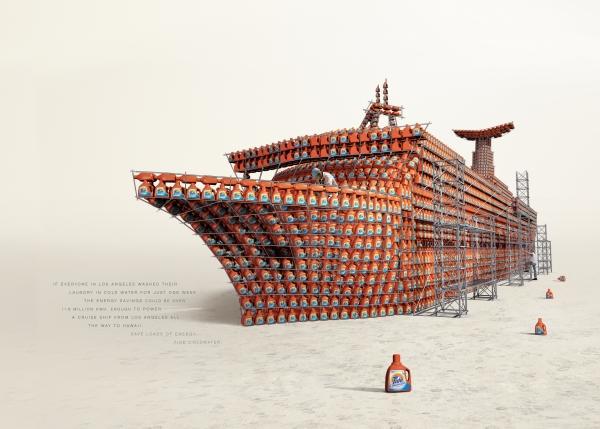 IF EVERYONE IN LOS ANGELES WASHED THEIR
LAUNDRY IN COLD WATER FOR JUST ONE WEEK
THE ENERGY SAVINGS COULD BE OVER
MILLION KWH, ENOUGH TO POWER
A CRUISE SHIP FROM LOS ANGELES ALL
THE WAY TO HAWAII.
SAVE LOADS OF ENERGY.
TIDE COLDWATER.
Tide